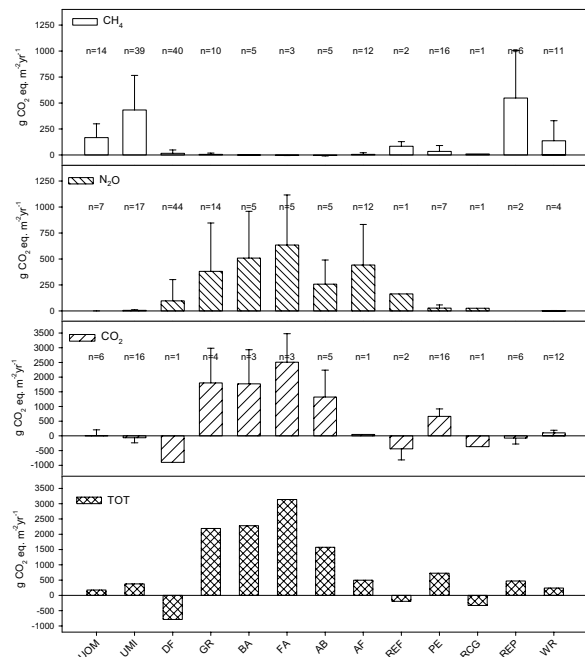 CH4
1250
1000
750
500
250
0
g CO2 eq. m-2yr-1
n=14 n=39 n=40 n=10 n=5 n=3 n=5 n=12 n=2 n=16 n=1 n=6 n=11
N2O
1250
1000
750
500
250
0
g CO2 eq. m-2yr-1
n=7 n=17 n=44 n=14 n=5 n=5 n=5 n=12 n=1 n=7 n=1 n=2 n=4
CO2
3500
3000
2500
2000
1500
1000
500
0
-500
-1000
g CO2 eq. m-2yr-1
n=6 n=16 n=1 n=4 n=3 n=3 n=5 n=1 n=2 n=16 n=1 n=6 n=12
TOT
3500
3000
2500
2000
1500
1000
500
0
-500
-1000
g CO2 eq. m-2yr-1
UOM UMI DF GR BA FA AB AF REF PE RCG REP WR